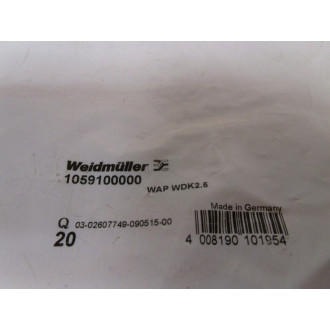 Weidmüller
1059100000
WAP WDK2.5
Made in Germany
Q 03-02607749-090515-00
20
4 008190 101954